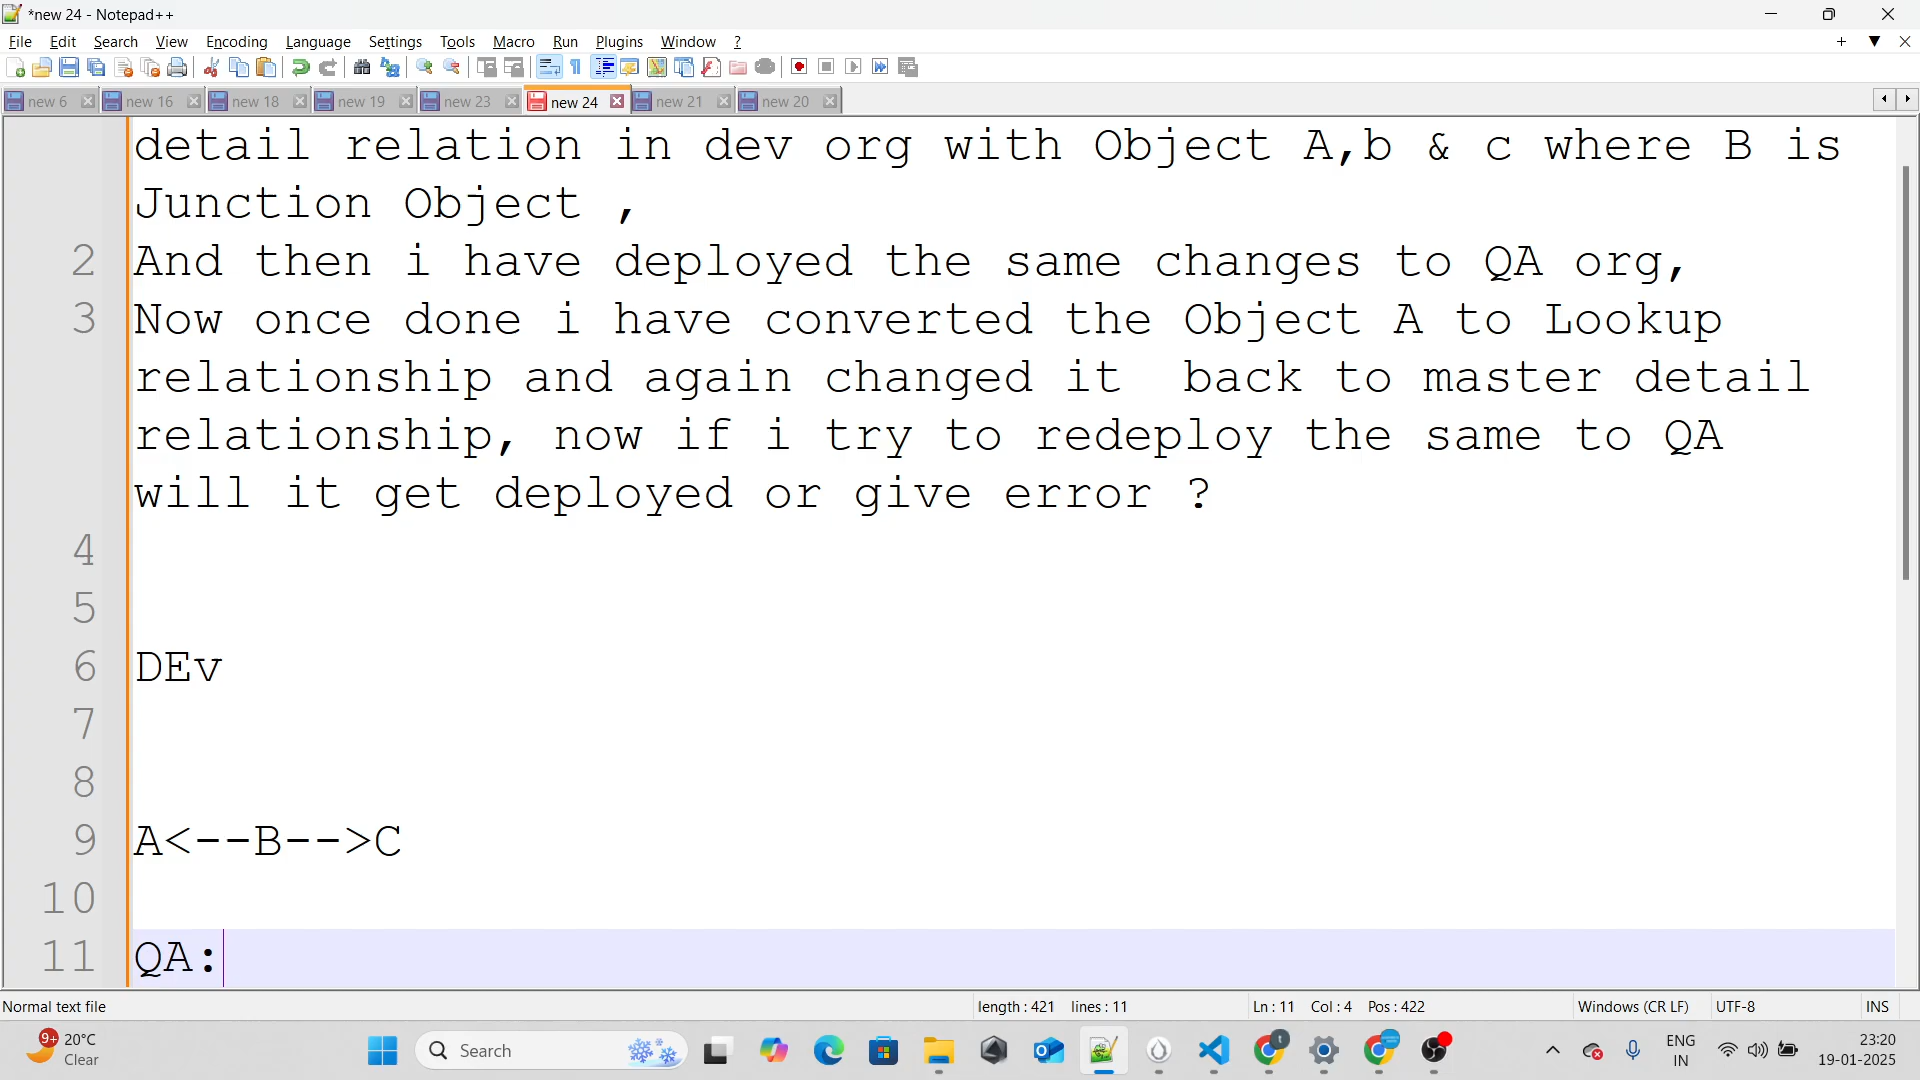 *new 24 - Notepad++
File Edit Search View Encoding Language Settings Tools Macro Run Plugins Window ?
new 6 new 16 new 18 new 19 new 23 new 24 new 21 new 20
detail relation in dev org with Object A,b & c where B is
Junction Object ,
2 And then i have deployed the same changes to QA org,
3 Now once done i have converted the Object A to Lookup
relationship and again changed it  back to master detail
relationship, now if i try to redeploy the same to QA
will it get deployed or give error ?
4
5
6 DEv
7
8
9 A<--B-->C
10
11 QA:
Normal text file length : 421 lines : 11 Ln : 11 Col : 4 Pos : 422 Windows (CR LF) UTF-8 INS
9+ 20°C Search t ENG 23:20
Clear IN 19-01-2025